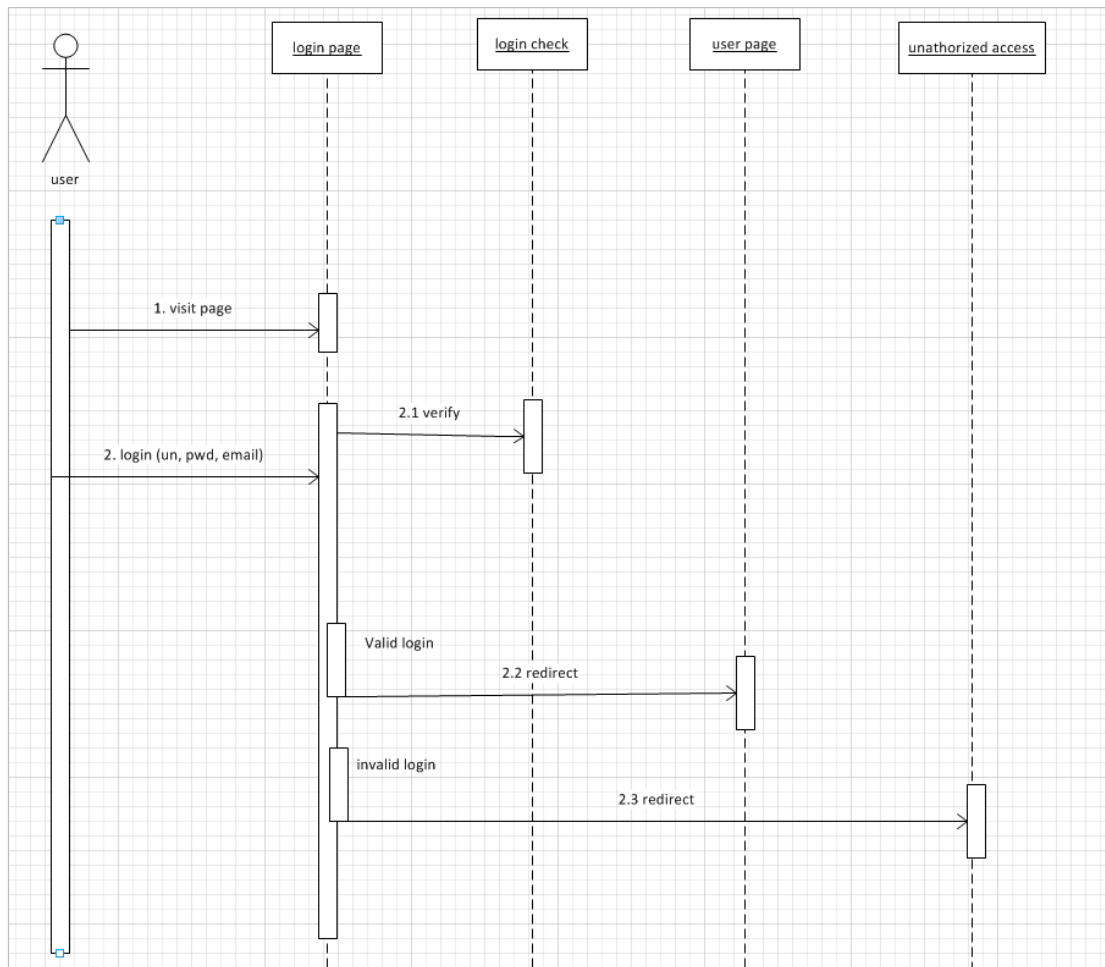 login page
login check
user page
unathorized access
user
1. visit page
2.1 verify
2. login (un, pwd, email)
Valid login
2.2 redirect
invalid login
2.3 redirect